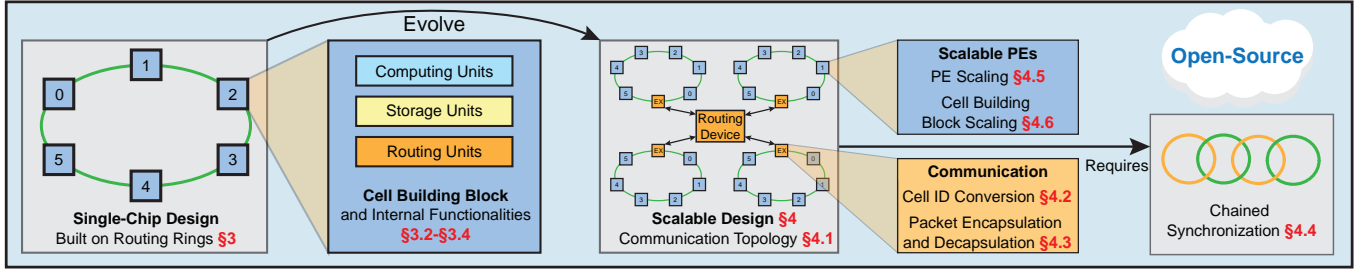 Evolve
1
0
2
5
3
4
Single-Chip Design
Built on Routing Rings §3
Computing Units
Storage Units
Routing Units
Cell Building Block
and Internal Functionalities
§3.2-§3.4
3 2
4 1
5 0
EX
3 2
4 1
5 0
EX
Routing
Device
EX
5 0
4 1
3 2
EX
5 0
4 1
3 2
Scalable Design §4
Communication Topology §4.1
Scalable PEs
PE Scaling §4.5
Cell Building
Block Scaling §4.6
Communication
Cell ID Conversion §4.2
Packet Encapsulation
and Decapsulation §4.3
Open-Source
Requires
Chained
Synchronization §4.4